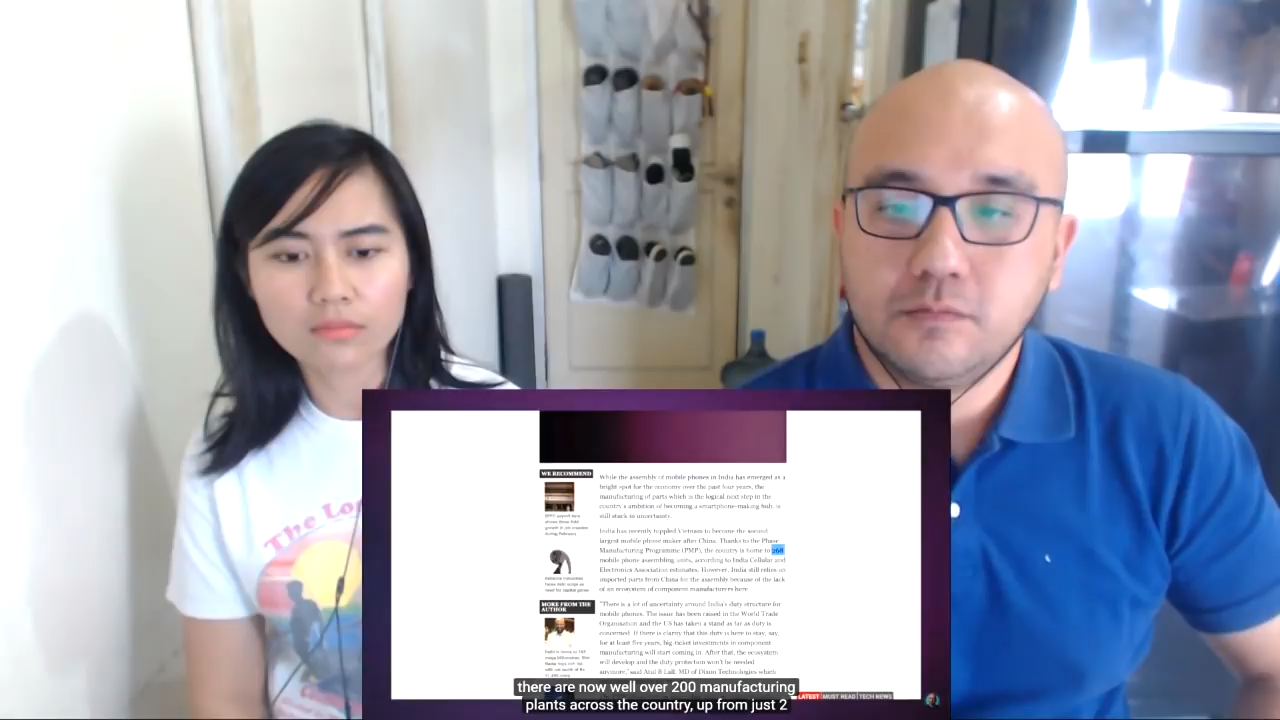 The Lo
WE RECOMMEND
While the assembly of mobile phones in India has emerged as a
bright spot for the economy over the past four years, the
manufacturing of parts which is the logical next step in the
country's ambition of becoming a smartphone-making hub, is
still stuck in uncertainty.
India has recently toppled Vietnam to become the second
largest mobile phone maker after China. Thanks to the Phase
Manufacturing Programme (PMP), the country is home to 268
mobile phone assembling units, according to India Cellular and
Electronics Association estimates. However, India still relies on
imported parts from China for the assembly because of the lack
of an ecosystem of component manufacturers here
MORE FROM THE
AUTHOR
"There is a lot of uncertainty around India's duty structure for
mobile phones. The issue has been raised in the World Trade
Organisation and the US has taken a stand as far as duty is
concerned. If there is clarity that this duty is here to stay, say,
for at least five years, big-ticket investments in component
manufacturing will start coming in. After that, the ecosystem
will develop and the duty protection won't be needed
anymore," said Atul B Lall, MD of Dixon Technologies which
there are now well over 200 manufacturing
plants across the country, up from just 2
LATEST MUST READ TECH NEWS